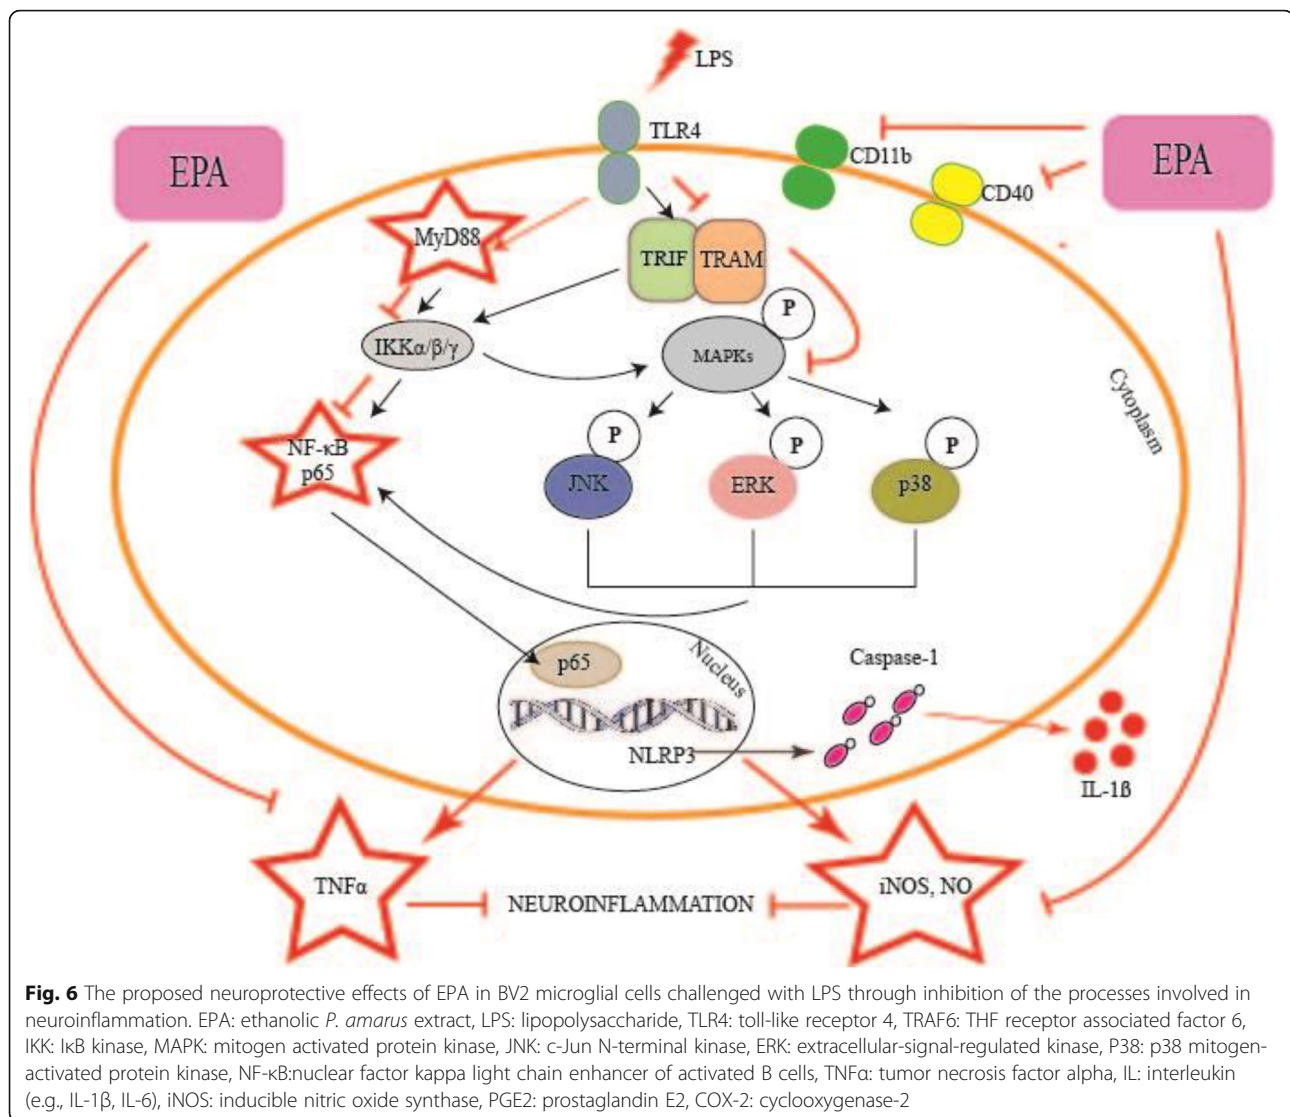 LPS
TLR4
EPA
EPA
CD11b
CD40
MyD88
TRIF
TRAM
P
IKKα/β/γ
MAPKs
Cytoplasm
NF-κB
p65
P
P
P
JNK
ERK
p38
p65
Nucleus
Caspase-1
NLRP3
IL-1ß
TNFα
NEUROINFLAMMATION
iNOS, NO
Fig. 6 The proposed neuroprotective effects of EPA in BV2 microglial cells challenged with LPS through inhibition of the processes involved in
neuroinflammation. EPA: ethanolic P. amarus extract, LPS: lipopolysaccharide, TLR4: toll-like receptor 4, TRAF6: THF receptor associated factor 6,
IKK: IκB kinase, MAPK: mitogen activated protein kinase, JNK: c-Jun N-terminal kinase, ERK: extracellular-signal-regulated kinase, P38: p38 mitogen-
activated protein kinase, NF-κB:nuclear factor kappa light chain enhancer of activated B cells, TNFα: tumor necrosis factor alpha, IL: interleukin
(e.g., IL-1β, IL-6), iNOS: inducible nitric oxide synthase, PGE2: prostaglandin E2, COX-2: cyclooxygenase-2